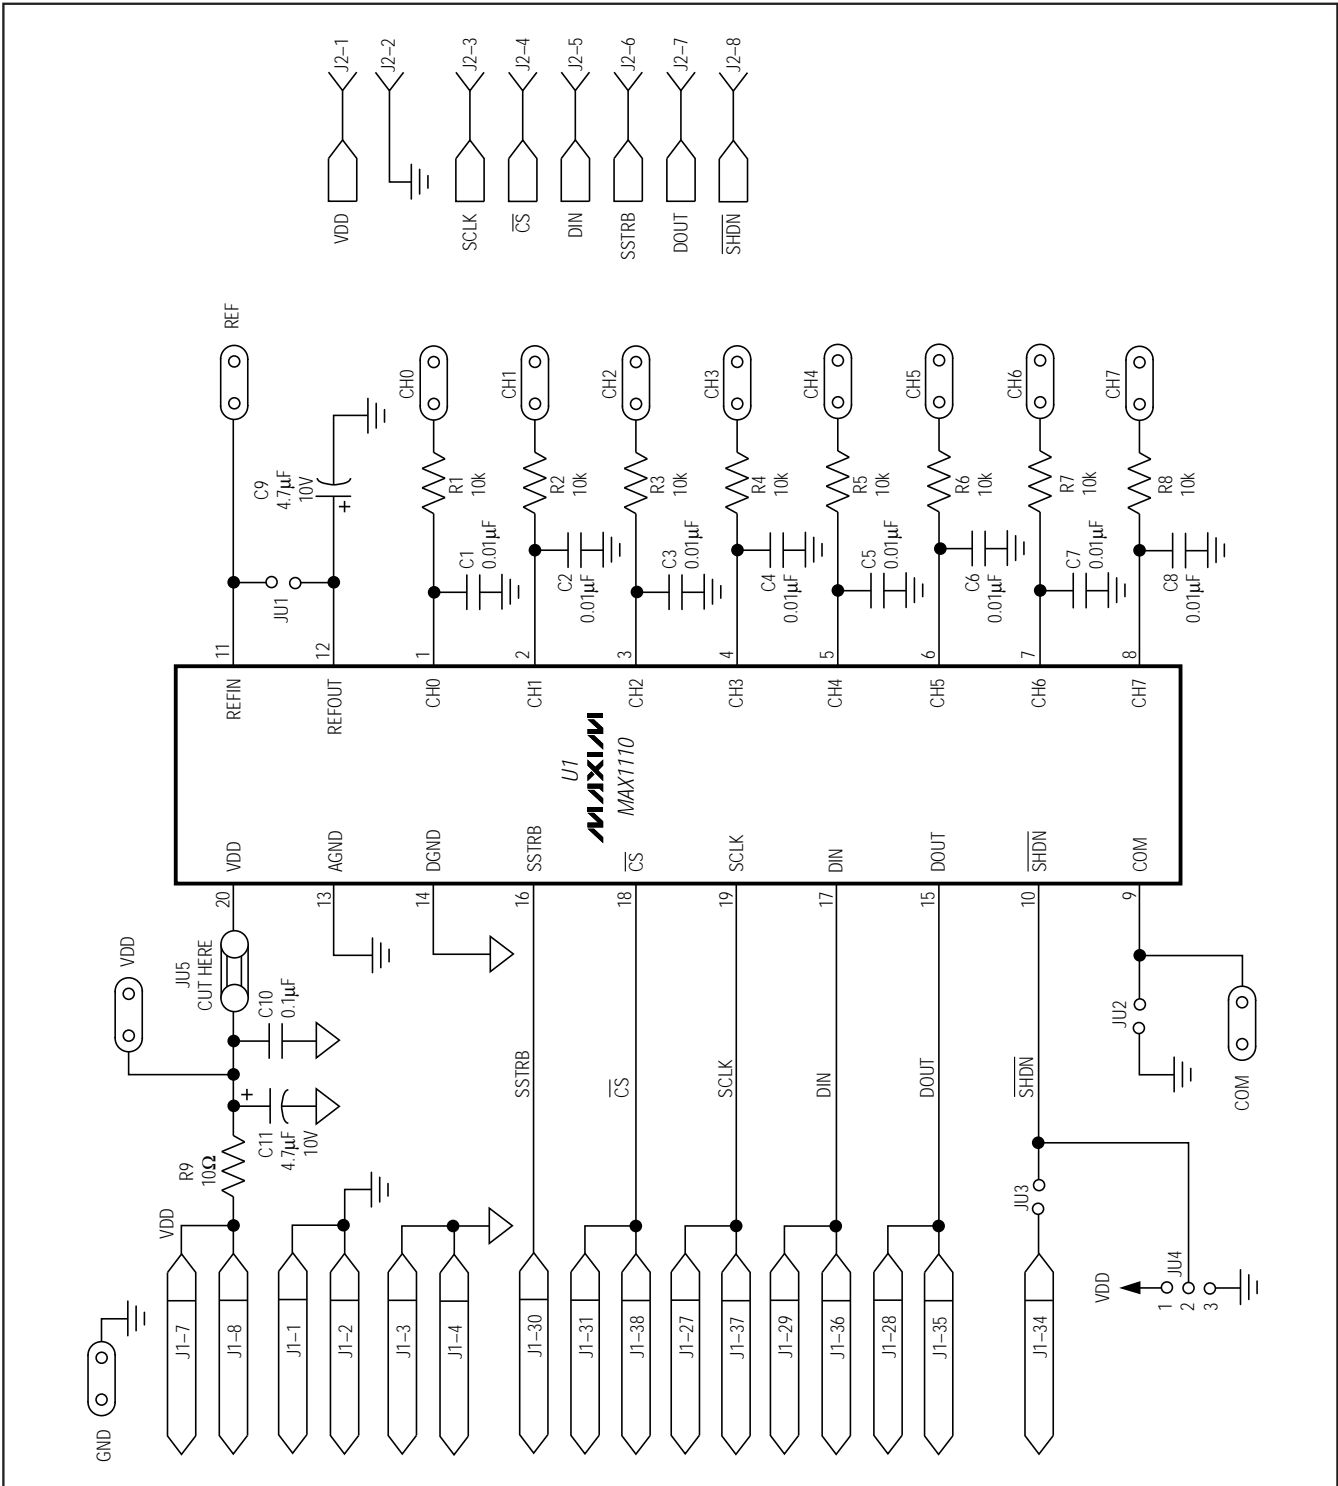 J2–1
J2–2
J2–3
J2–4
J2–5
J2–6
J2–7
J2–8
VDD
SCLK
CS
DIN
SSTRB
DOUT
SHDN
REF
C9
4.7µF
10V
JU1
CH0
CH1
CH2
CH3
CH4
CH5
CH6
CH7
R1
10k
R2
10k
R3
10k
R4
10k
R5
10k
R6
10k
R7
10k
R8
10k
C1
0.01µF
C2
0.01µF
C3
0.01µF
C4
0.01µF
C5
0.01µF
C6
0.01µF
C7
0.01µF
C8
0.01µF
11
12
1
2
3
4
5
6
7
8
REFIN
REFOUT
CH0
CH1
CH2
CH3
CH4
CH5
CH6
CH7
U1
MAXIM
MAX1110
VDD
AGND
DGND
SSTRB
CS
SCLK
DIN
DOUT
SHDN
COM
20
13
14
16
18
19
17
15
10
9
VDD
JU5
CUT HERE
C10
0.1µF
+
C11
4.7µF
10V
R9
10Ω
VDD
+
SSTRB
CS
SCLK
DIN
DOUT
SHDN
JU2
COM
JU3
JU4
VDD
1
2
3
J1–7
J1–8
J1–1
J1–2
J1–3
J1–4
J1–30
J1–31
J1–38
J1–27
J1–37
J1–29
J1–36
J1–28
J1–35
J1–34
GND